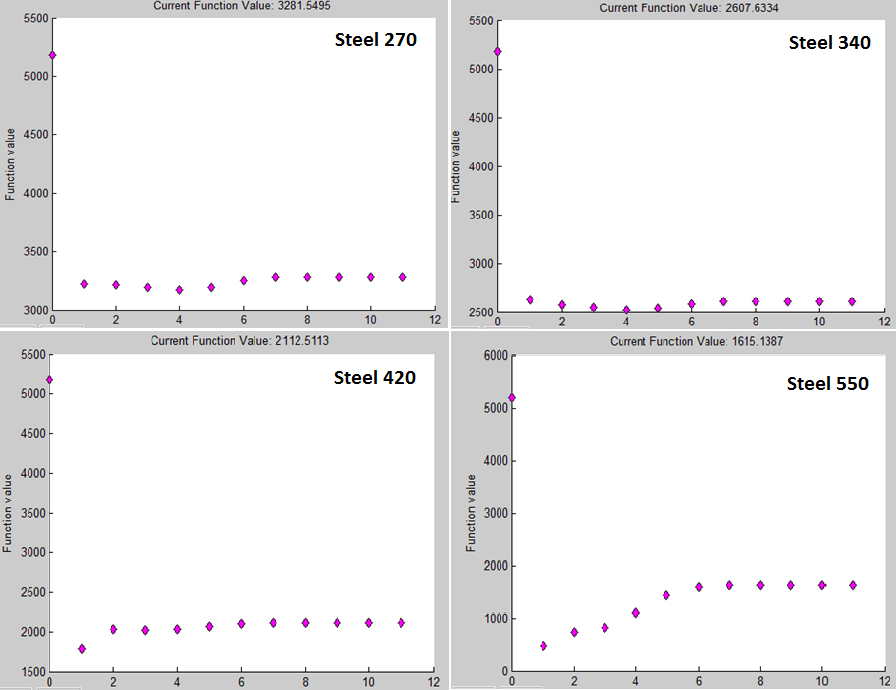 Current Function Value: 3281.5495
Steel 270
Function value
5500
5000
4500
4000
3500
3000
0 2 4 6 8 10 12
Current Function Value: 2607.6334
Steel 340
Function value
5500
5000
4500
4000
3500
3000
2500
0 2 4 6 8 10 12
Current Function Value: 2112.5113
Steel 420
Function value
5500
5000
4500
4000
3500
3000
2500
2000
1500
0 2 4 6 8 10 12
Current Function Value: 1615.1387
Steel 550
Function value
6000
5000
4000
3000
2000
1000
0
0 2 4 6 8 10 12